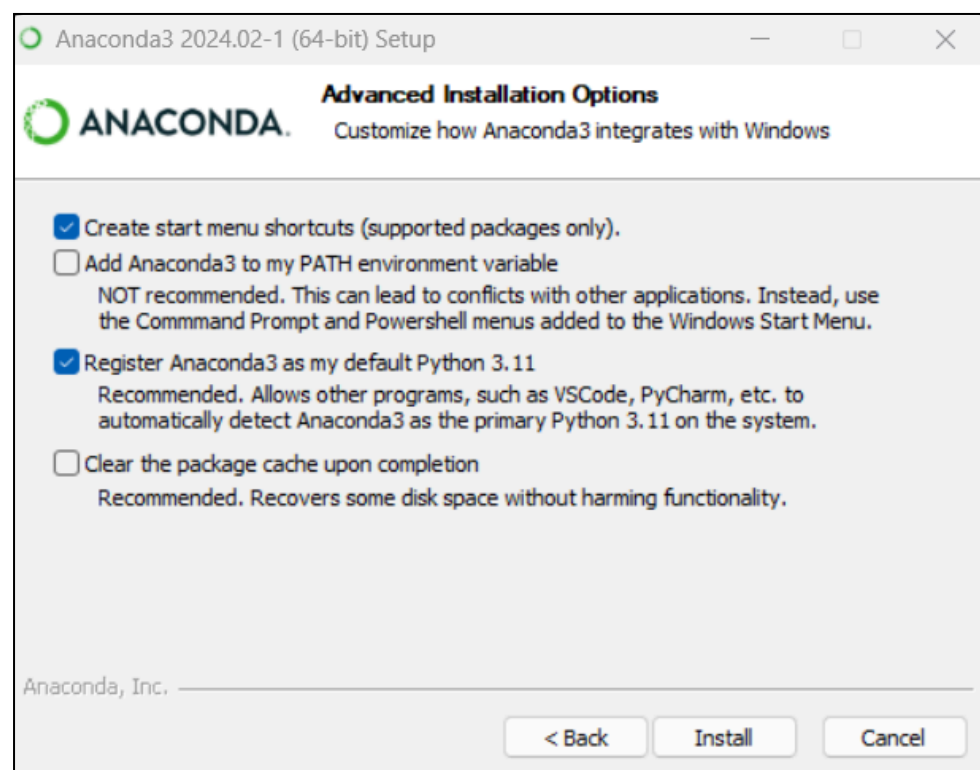 Anaconda3 2024.02-1 (64-bit) Setup
ANACONDA.
Advanced Installation Options
Customize how Anaconda3 integrates with Windows
Create start menu shortcuts (supported packages only).
Add Anaconda3 to my PATH environment variable
NOT recommended. This can lead to conflicts with other applications. Instead, use
the Commmand Prompt and Powershell menus added to the Windows Start Menu.
Register Anaconda3 as my default Python 3.11
Recommended. Allows other programs, such as VSCode, PyCharm, etc. to
automatically detect Anaconda3 as the primary Python 3.11 on the system.
Clear the package cache upon completion
Recommended. Recovers some disk space without harming functionality.
Anaconda, Inc.
< Back
Install
Cancel